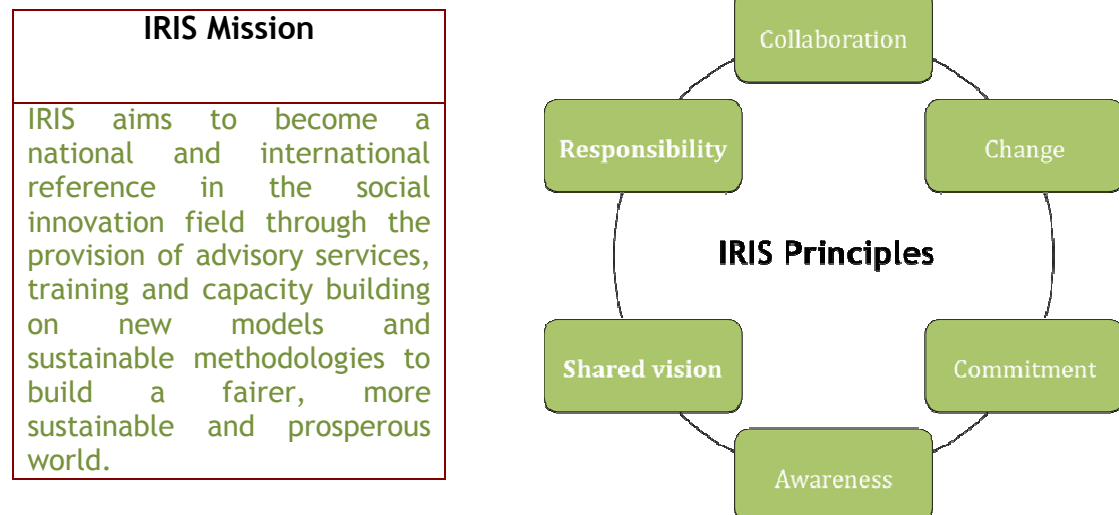 IRIS Mission
IRIS aims to become a
national and international
reference in the social
innovation field through the
provision of advisory services,
training and capacity building
on new models and
sustainable methodologies to
build a fairer, more
sustainable and prosperous
world.
Collaboration
Responsibility
Change
IRIS Principles
Shared vision
Commitment
Awareness